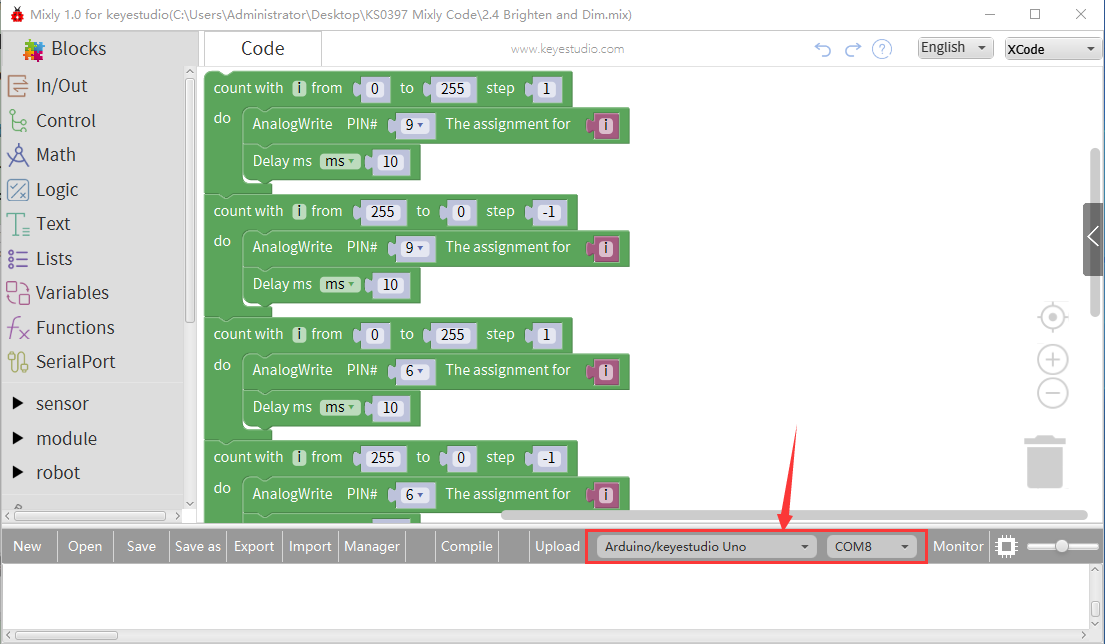 Mixly 1.0 for keyestudio(C:\Users\Administrator\Desktop\KS0397 Mixly Code\2.4 Brighten and Dim.mix)
Blocks
Code
www.keyestudio.com
?
English
XCode
In/Out
Control
Math
Logic
Text
Lists
Variables
Functions
SerialPort
sensor
module
robot
count with i from 0 to 255 step 1
do AnalogWrite PIN# 9 The assignment for i
Delay ms ms 10
count with i from 255 to 0 step -1
do AnalogWrite PIN# 9 The assignment for i
Delay ms ms 10
count with i from 0 to 255 step 1
do AnalogWrite PIN# 6 The assignment for i
Delay ms ms 10
count with i from 255 to 0 step -1
do AnalogWrite PIN# 6 The assignment for i
New Open Save Save as Export Import Manager Compile Upload Arduino/keyestudio Uno COM8 Monitor